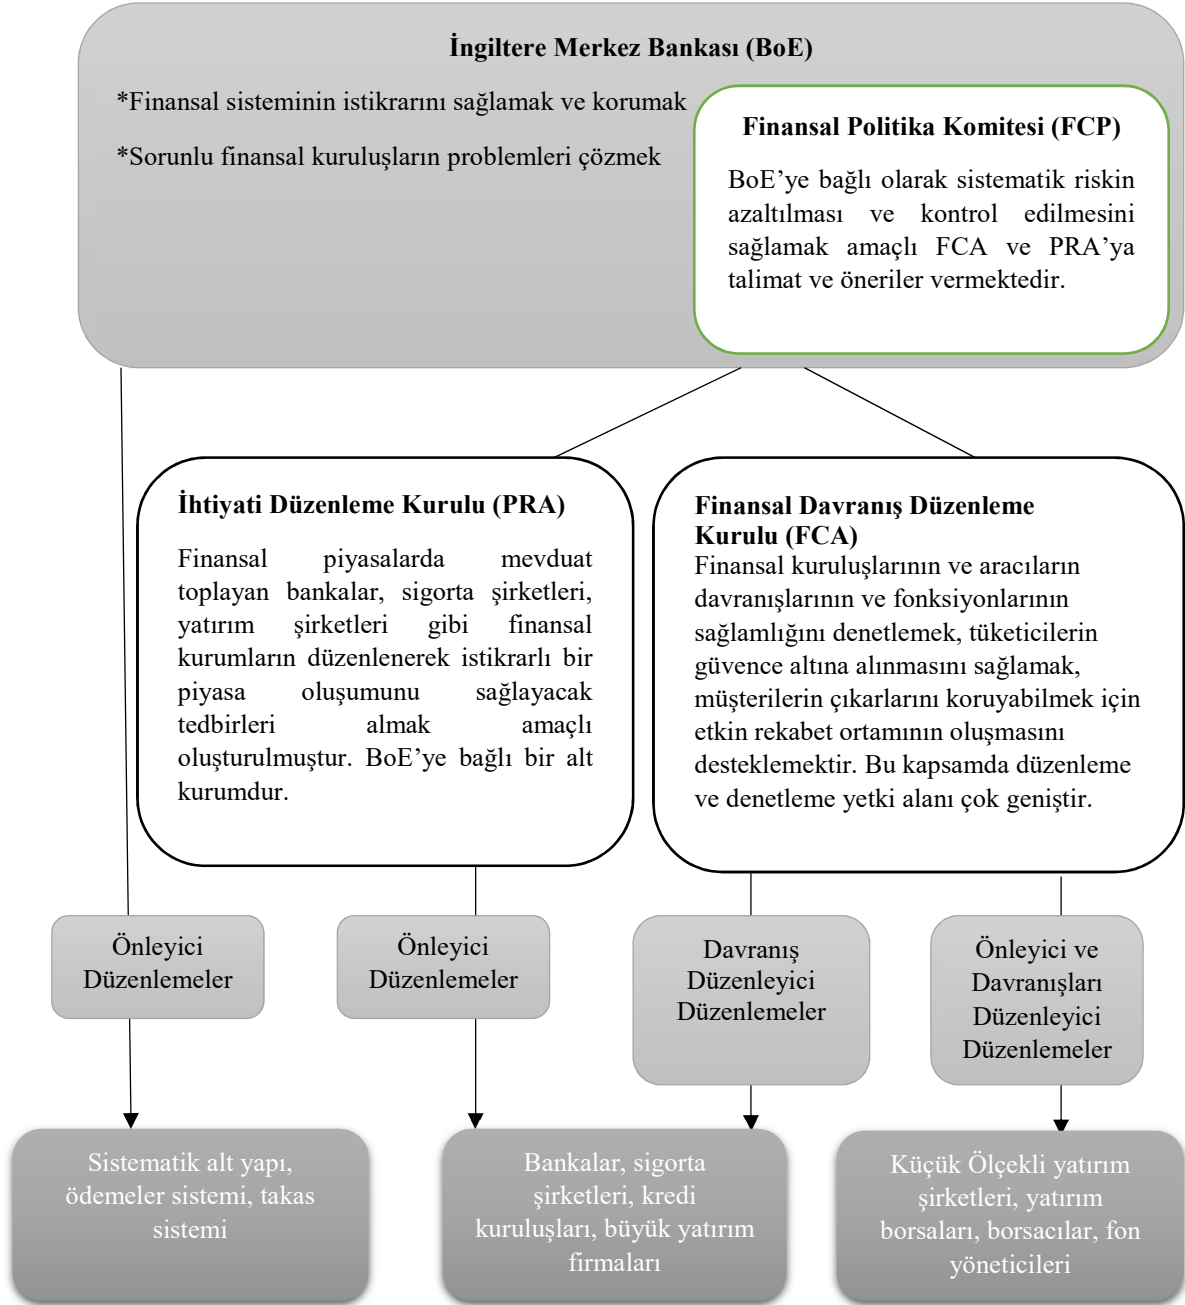 İngiltere Merkez Bankası (BoE)
*Finansal sisteminin istikrarını sağlamak ve korumak
*Sorunlu finansal kuruluşların problemleri çözmek
Finansal Politika Komitesi (FCP)
BoE’ye bağlı olarak sistematik riskin
azaltılması ve kontrol edilmesini
sağlamak amaçlı FCA ve PRA’ya
talimat ve öneriler vermektedir.
İhtiyati Düzenleme Kurulu (PRA)
Finansal piyasalarda mevduat
toplayan bankalar, sigorta şirketleri,
yatırım şirketleri gibi finansal
kurumların düzenlenerek istikrarlı bir
piyasa oluşumunu sağlayacak
tedbirleri almak amaçlı
oluşturulmuştur. BoE’ye bağlı bir alt
kurumdur.
Finansal Davranış Düzenleme
Kurulu (FCA)
Finansal kuruluşlarının ve aracıların
davranışlarının ve fonksiyonlarının
sağlamlığını denetlemek, tüketicilerin
güvence altına alınmasını sağlamak,
müşterilerin çıkarlarını koruyabilmek için
etkin rekabet ortamının oluşmasını
desteklemektir. Bu kapsamda düzenleme
ve denetleme yetki alanı çok geniştir.
Önleyici
Düzenlemeler
Önleyici
Düzenlemeler
Davranış
Düzenleyici
Düzenlemeler
Önleyici ve
Davranışları
Düzenleyici
Düzenlemeler
Sistematik alt yapı,
ödemeler sistemi, takas
sistemi
Bankalar, sigorta
şirketleri, kredi
kuruluşları, büyük yatırım
firmaları
Küçük Ölçekli yatırım
şirketleri, yatırım
borsaları, borsacılar, fon
yöneticileri